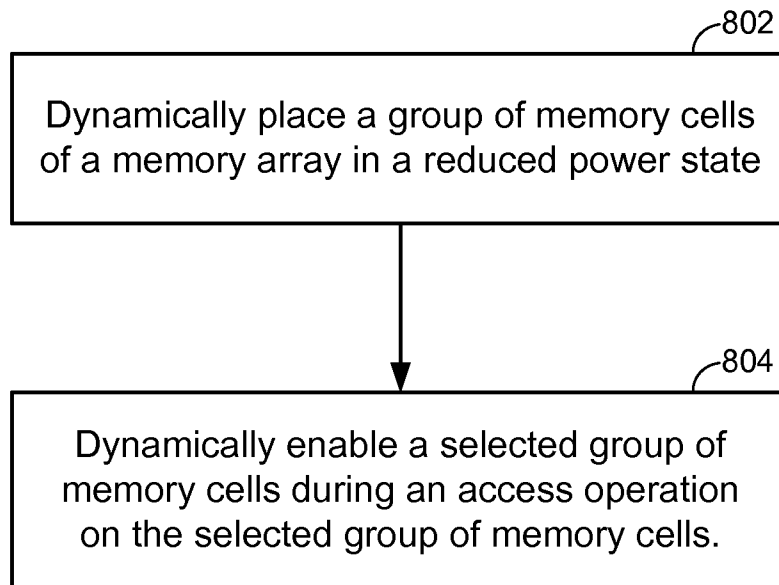 802
Dynamically place a group of memory cells
of a memory array in a reduced power state
804
Dynamically enable a selected group of
memory cells during an access operation
on the selected group of memory cells.